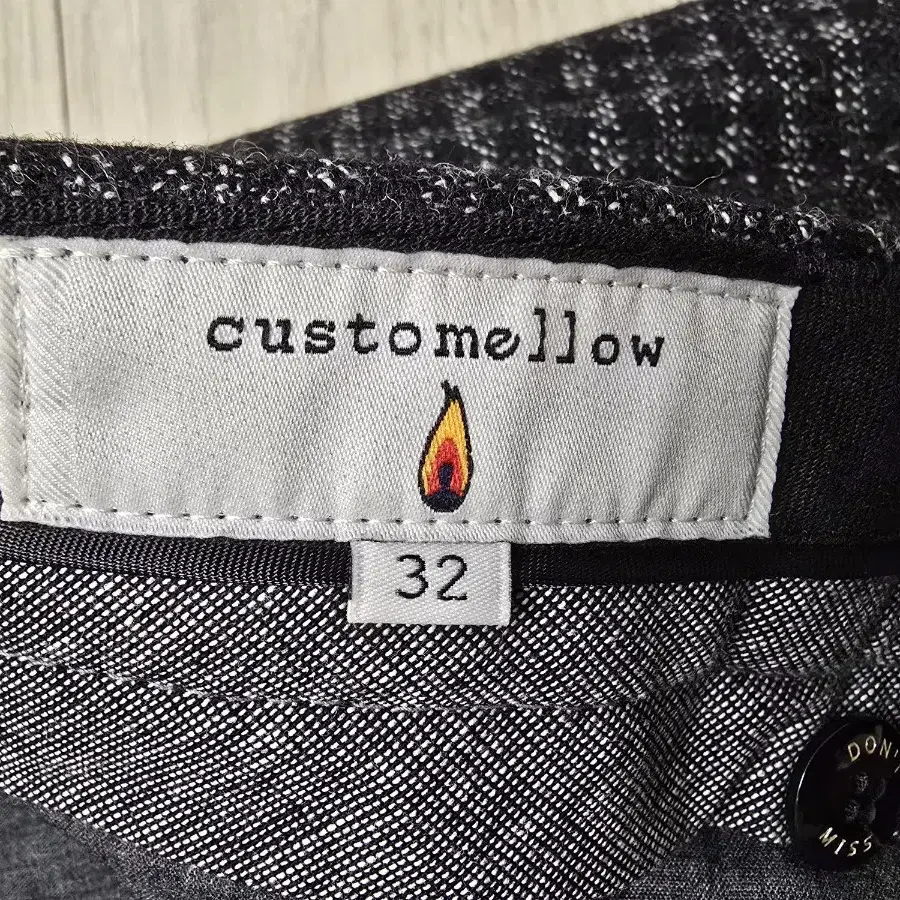 customellow
32
DON'
MISS